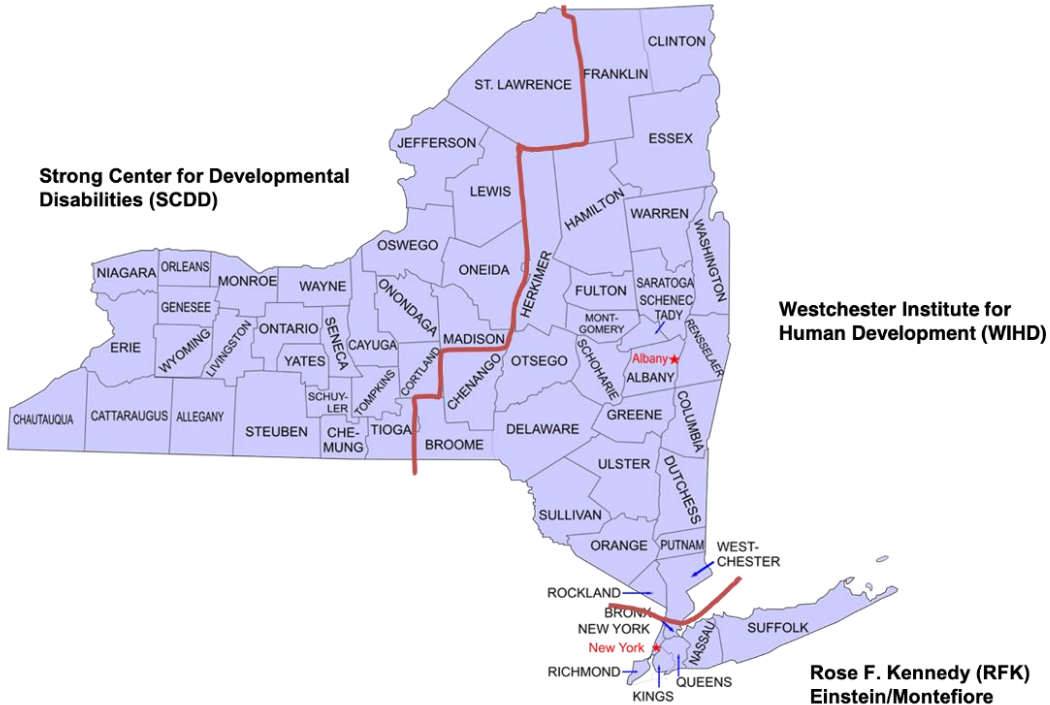 CLINTON
FRANKLIN
ST. LAWRENCE
ESSEX
JEFFERSON
Strong Center for Developmental
Disabilities (SCDD)
LEWIS
HAMILTON
WARREN
WASHINGTON
OSWEGO
ONEIDA
HERKIMER
NIAGARA
ORLEANS
MONROE
WAYNE
ONONDAGA
FULTON
SARATOGA
SCHENEC
TADY
GENESEE
Westchester Institute for
Human Development (WIHD)
MONT-
GOMERY
ERIE
WYOMING
LIVINGSTON
ONTARIO
SENECA
CAYUGA
MADISON
CORTLAND
CHENANGO
OTSEGO
SCHOHARIE
Albany
ALBANY
RENSSELAER
YATES
TOMPKINS
SCHUY-
LER
CHAUTAUQUA
CATTARAUGUS
ALLEGANY
STEUBEN
CHE-
MUNG
TIOGA
BROOME
DELAWARE
GREENE
COLUMBIA
ULSTER
DUTCHESS
SULLIVAN
ORANGE
PUTNAM
WEST-
CHESTER
ROCKLAND
BRONX
NEW YORK
New York
NASSAU
SUFFOLK
RICHMOND
KINGS
QUEENS
Rose F. Kennedy (RFK)
Einstein/Montefiore